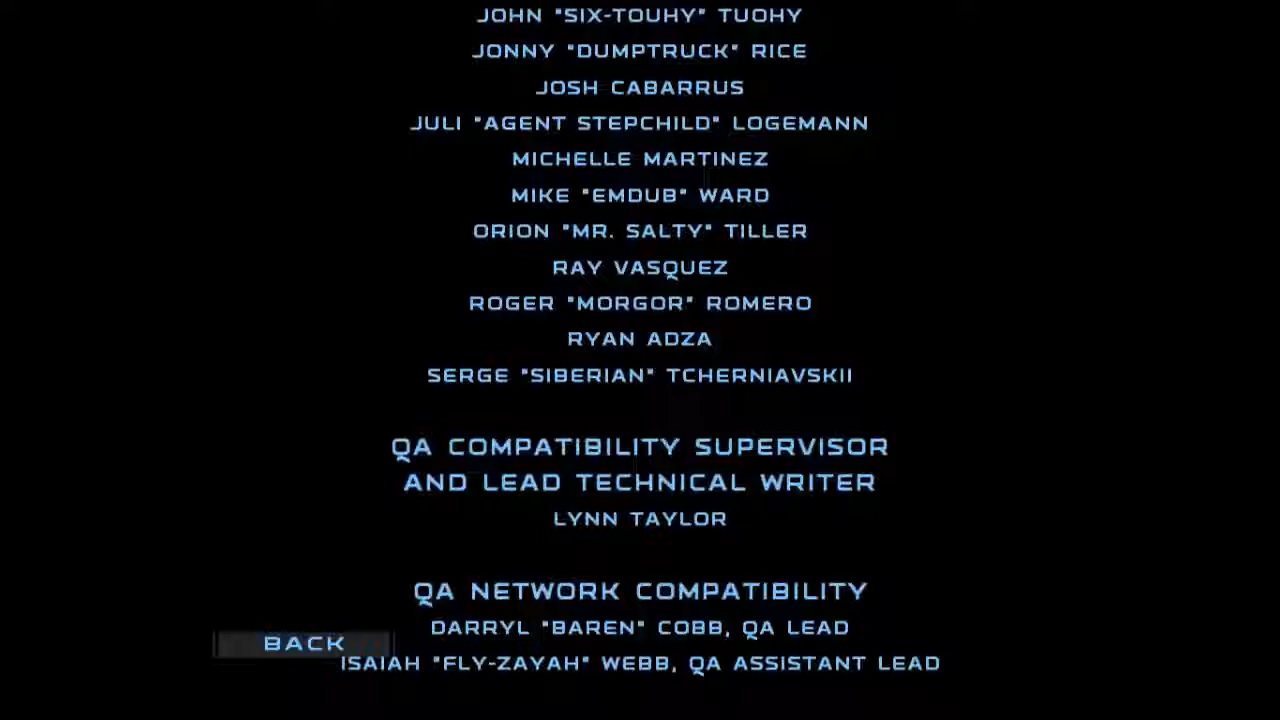 JOHN "SIX-TOUHY" TUOHY
JONNY "DUMPTRUCK" RICE
JOSH CABARRUS
JULI "AGENT STEPCHILD" LOGEMANN
MICHELLE MARTINEZ
MIKE "EMDUB" WARD
ORION "MR. SALTY" TILLER
RAY VASQUEZ
ROGER "MORGOR" ROMERO
RYAN ADZA
SERGE "SIBERIAN" TCHERNIAVSKII
QA COMPATIBILITY SUPERVISOR
AND LEAD TECHNICAL WRITER
LYNN TAYLOR
QA NETWORK COMPATIBILITY
DARRYL "BAREN" COBB, QA LEAD
BACK
ISAIAH "FLY-ZAYAH" WEBB, QA ASSISTANT LEAD